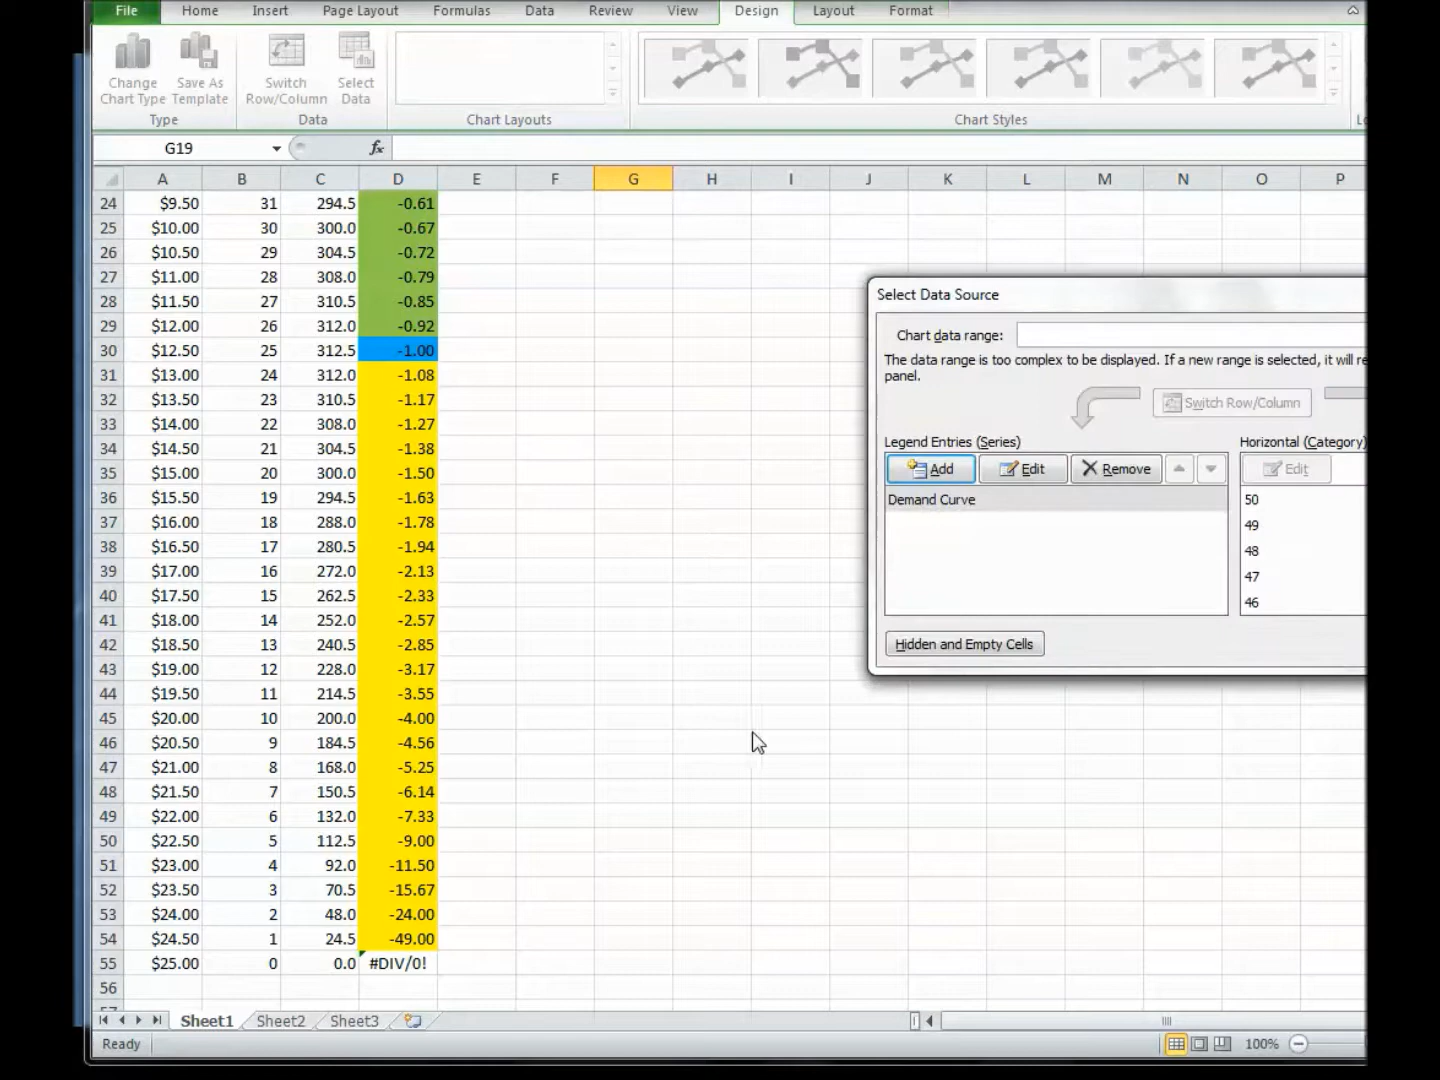 File Home Insert Page Layout Formulas Data Review View Design Layout Format
Change Chart Type
Save As Template
Switch Row/Column
Select Data
Type Data Chart Layouts Chart Styles
G19 fx
A B C D E F G H I J K L M N O P
24 $9.50 31 294.5 -0.61
25 $10.00 30 300.0 -0.67
26 $10.50 29 304.5 -0.72
27 $11.00 28 308.0 -0.79
28 $11.50 27 310.5 -0.85
29 $12.00 26 312.0 -0.92
30 $12.50 25 312.5 -1.00
31 $13.00 24 312.0 -1.08
32 $13.50 23 310.5 -1.17
33 $14.00 22 308.0 -1.27
34 $14.50 21 304.5 -1.38
35 $15.00 20 300.0 -1.50
36 $15.50 19 294.5 -1.63
37 $16.00 18 288.0 -1.78
38 $16.50 17 280.5 -1.94
39 $17.00 16 272.0 -2.13
40 $17.50 15 262.5 -2.33
41 $18.00 14 252.0 -2.57
42 $18.50 13 240.5 -2.85
43 $19.00 12 228.0 -3.17
44 $19.50 11 214.5 -3.55
45 $20.00 10 200.0 -4.00
46 $20.50 9 184.5 -4.56
47 $21.00 8 168.0 -5.25
48 $21.50 7 150.5 -6.14
49 $22.00 6 132.0 -7.33
50 $22.50 5 112.5 -9.00
51 $23.00 4 92.0 -11.50
52 $23.50 3 70.5 -15.67
53 $24.00 2 48.0 -24.00
54 $24.50 1 24.5 -49.00
55 $25.00 0 0.0 #DIV/0!
56
Select Data Source
Chart data range:
The data range is too complex to be displayed. If a new range is selected, it will
panel.
Switch Row/Column
Legend Entries (Series)
Add Edit Remove
Demand Curve
Horizontal (Category)
Edit
50
49
48
47
46
Hidden and Empty Cells
Sheet1 Sheet2 Sheet3
Ready 100%